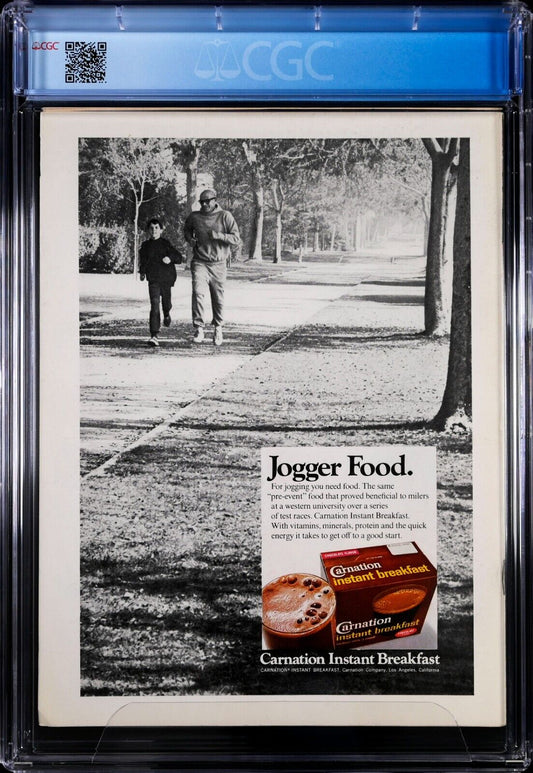 CGC
CGC
Jogger Food.
For jogging you need food. The same
“pre-event” food that proved beneficial to milers
at a western university over a series
of test races. Carnation Instant Breakfast.
With vitamins, minerals, protein and the quick
energy it takes to get off to a good start.
CHOCOLATE FLAVOR
Carnation
instant breakfast
Carnation
instant breakfast
Carnation Instant Breakfast
CARNATION® INSTANT BREAKFAST, Carnation Company, Los Angeles, California